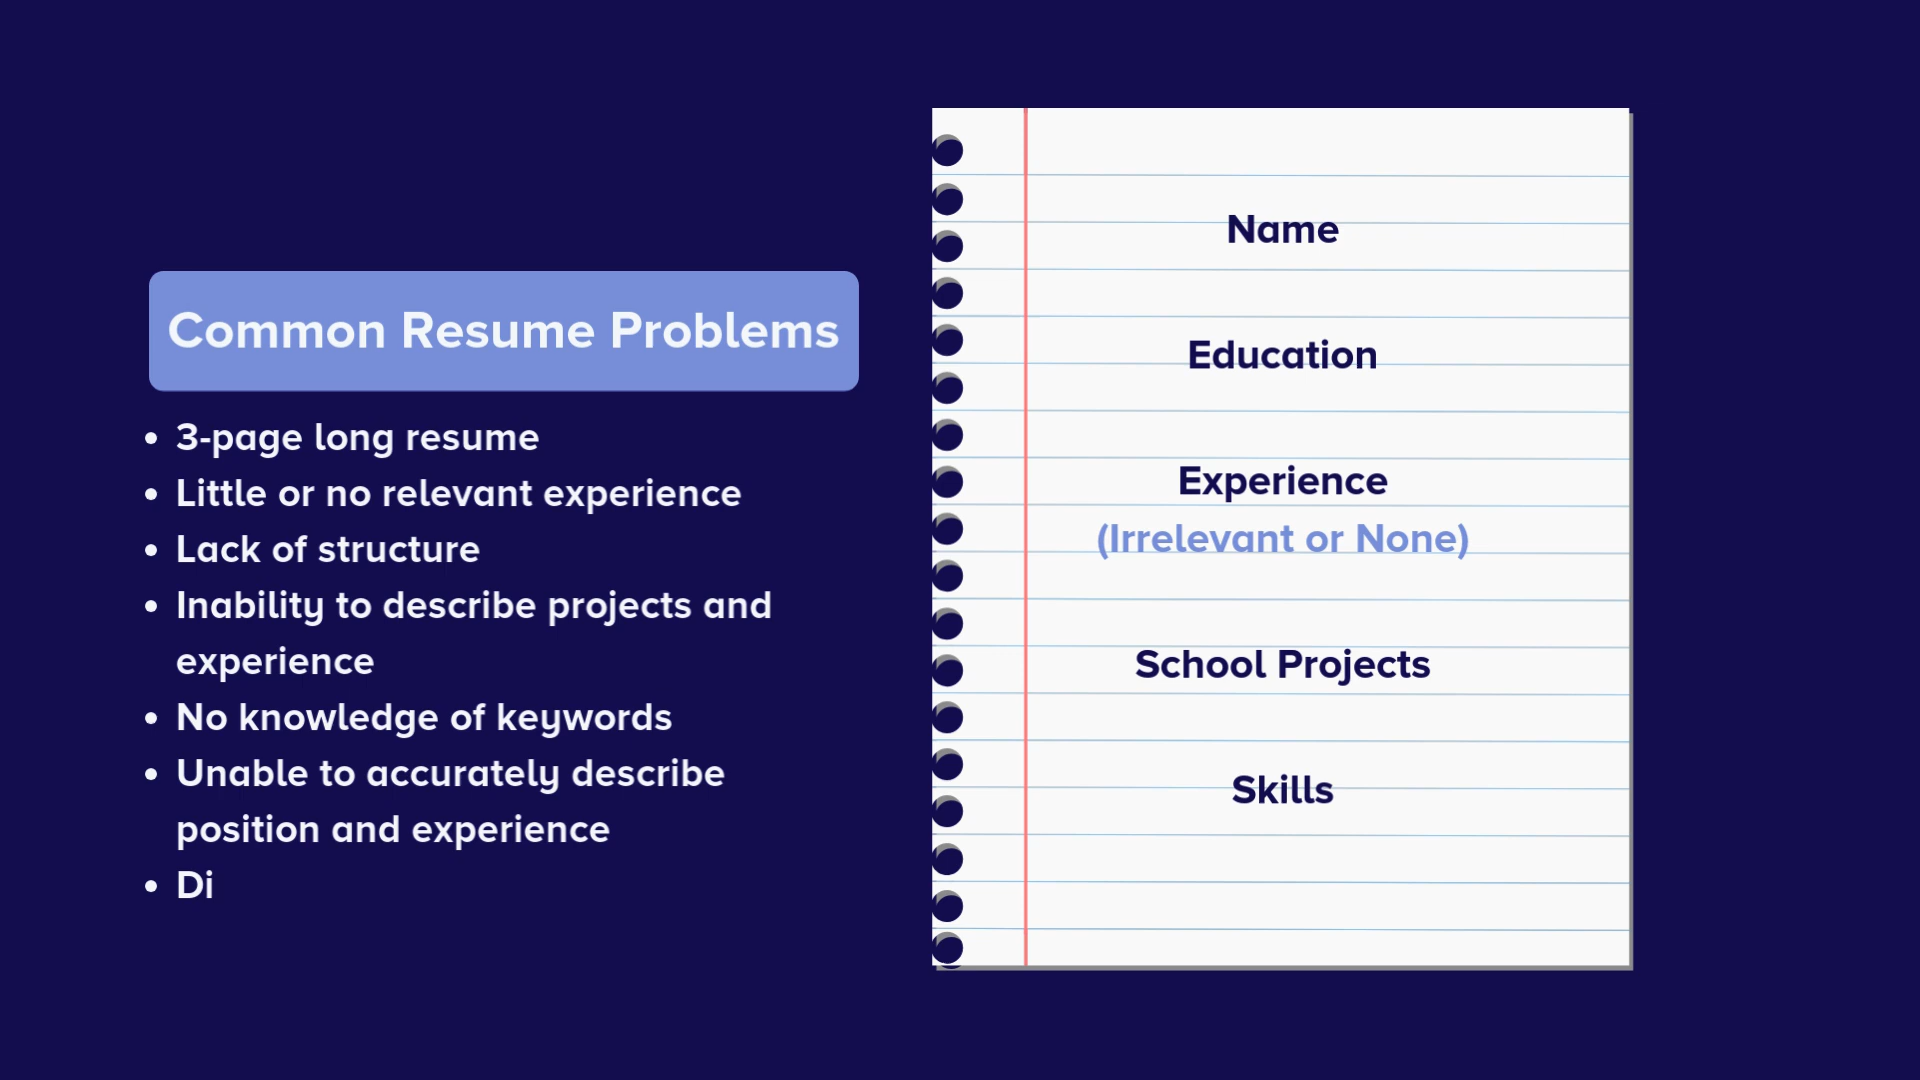 Common Resume Problems
• 3-page long resume
• Little or no relevant experience
• Lack of structure
• Inability to describe projects and
experience
• No knowledge of keywords
• Unable to accurately describe
position and experience
• Di
Name
Education
Experience
(Irrelevant or None)
School Projects
Skills